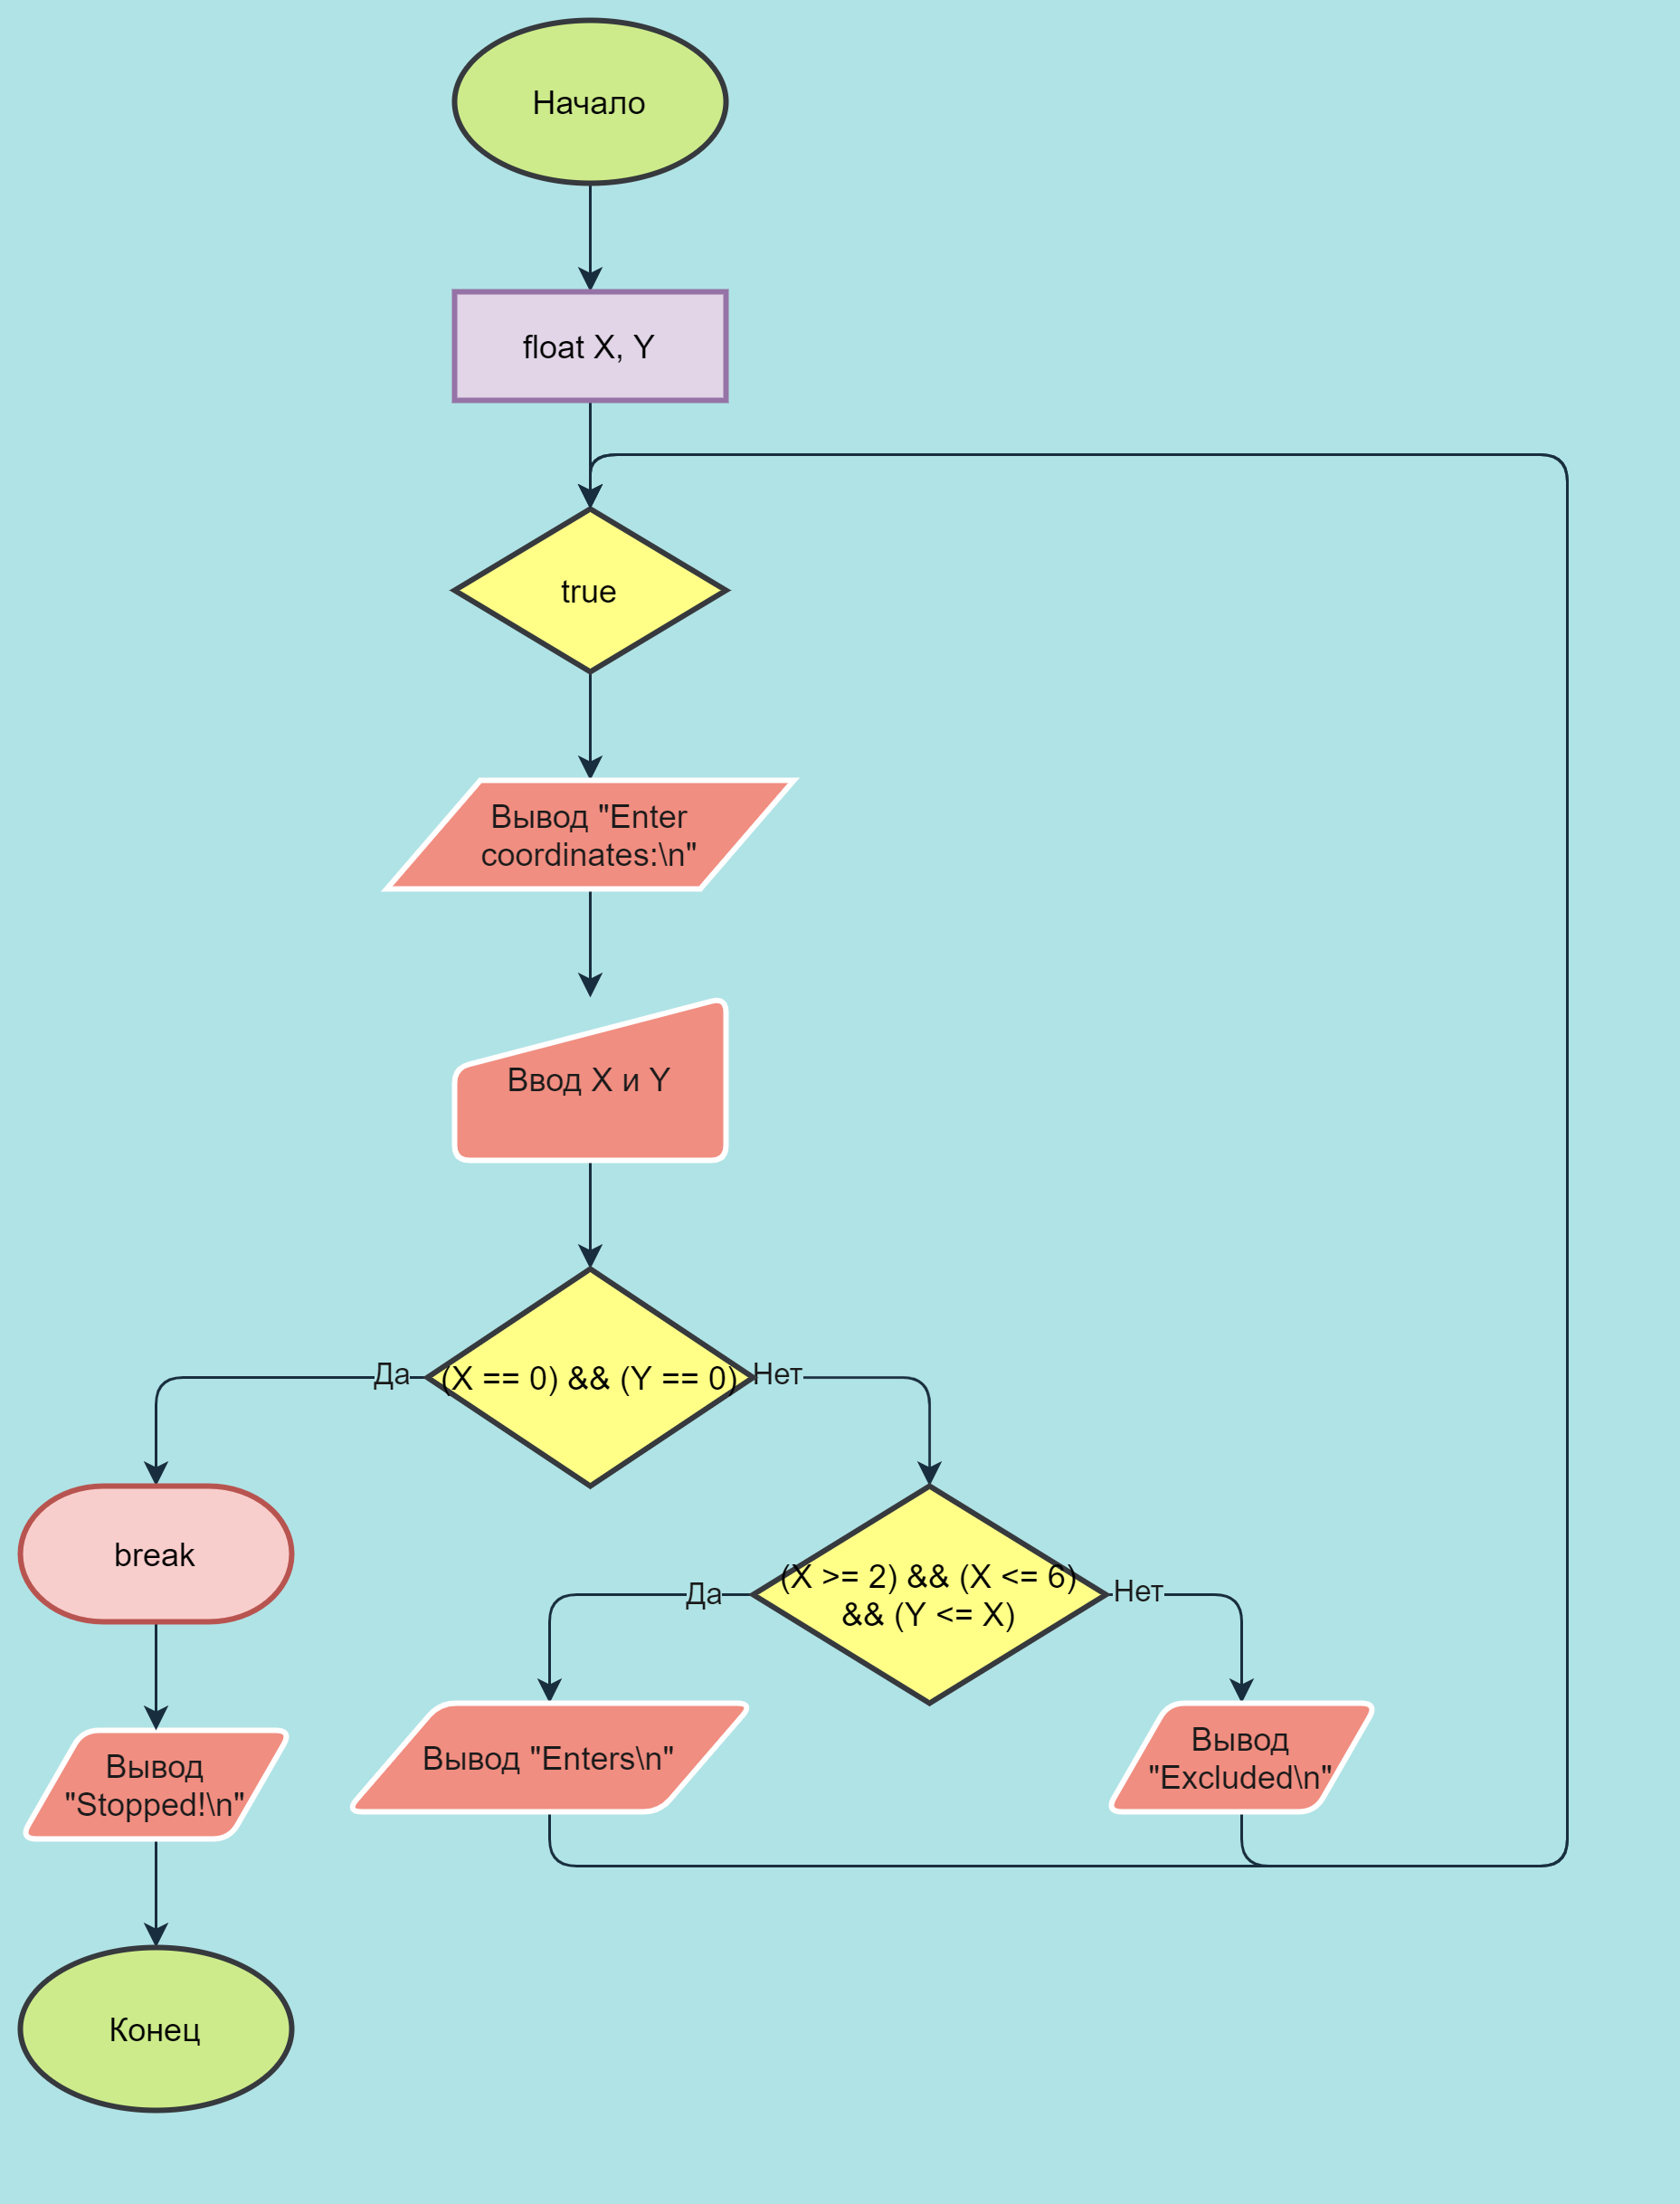 Начало
float X, Y
true
Вывод "Enter
coordinates:\n"
Ввод X и Y
Да
(X == 0) && (Y == 0)
Нет
break
Да
(X >= 2) && (X <= 6)
&& (Y <= X)
Нет
Вывод
"Stopped!\n"
Вывод "Enters\n"
Вывод
"Excluded\n"
Конец